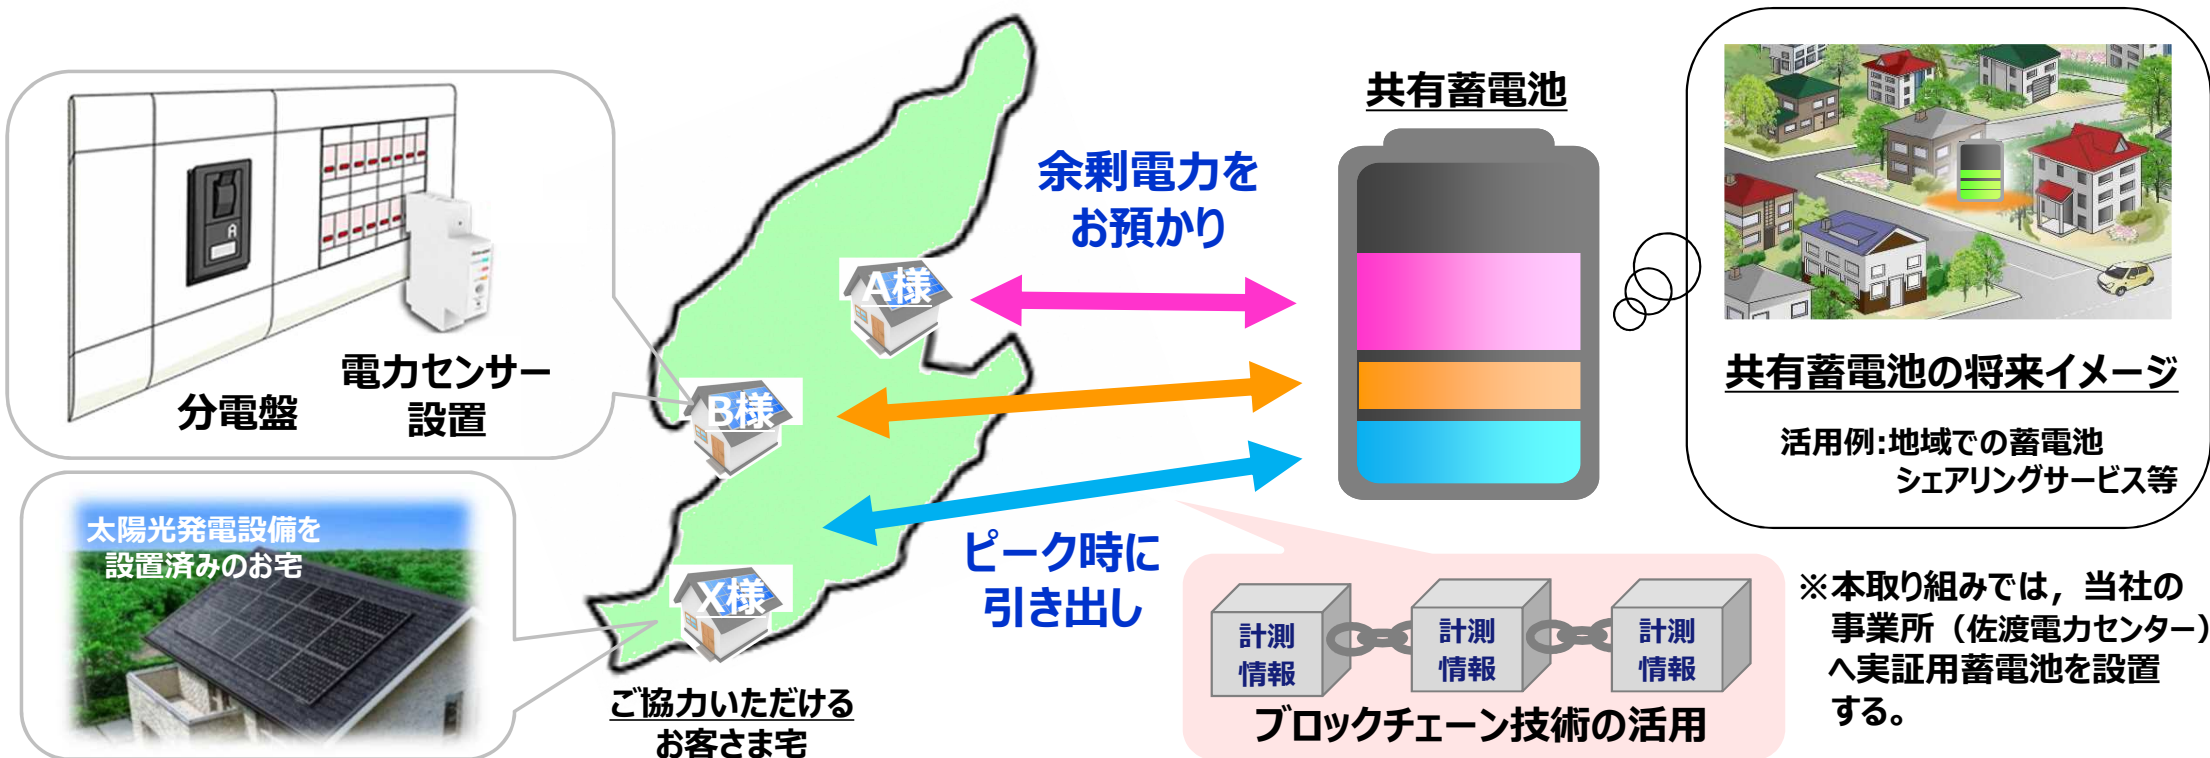 分電盤
電力センサー
設置
太陽光発電設備を
設置済みのお宅
A様
B様
X様
ご協力いただける
お客さま宅
余剰電力を
お預かり
ピーク時に
引き出し
共有蓄電池
計測
情報
計測
情報
計測
情報
ブロックチェーン技術の活用
共有蓄電池の将来イメージ
活用例:地域での蓄電池
シェアリングサービス等
※本取り組みでは，当社の
事業所（佐渡電力センター）
へ実証用蓄電池を設置
する。